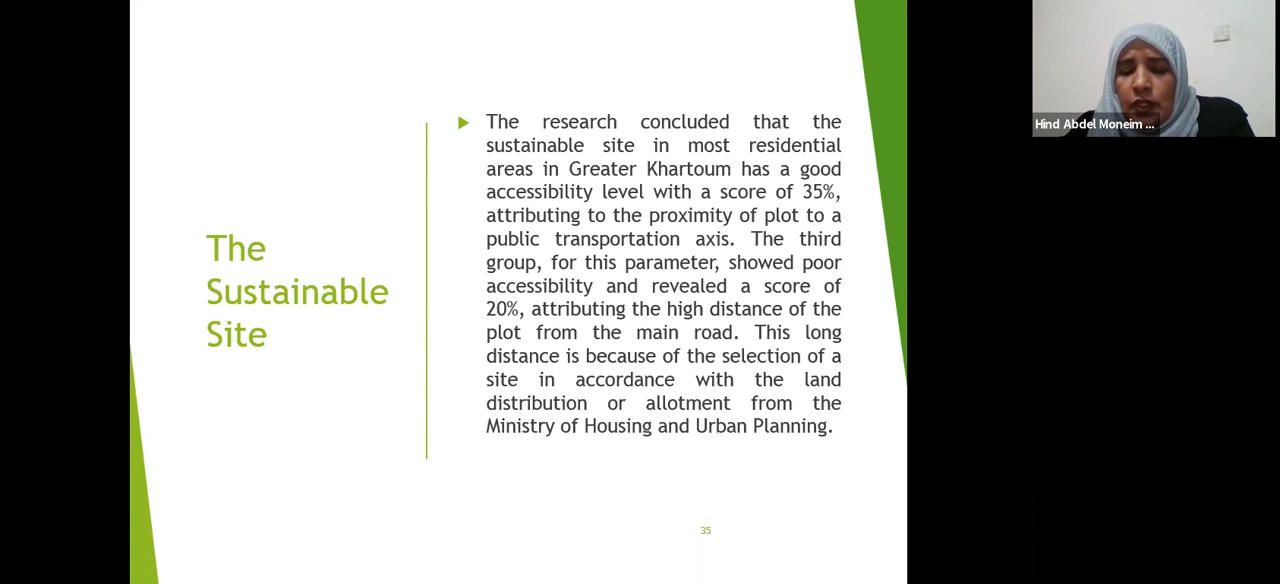 The
Sustainable
Site
The research concluded that the
sustainable site in most residential
areas in Greater Khartoum has a good
accessibility level with a score of 35%,
attributing to the proximity of plot to a
public transportation axis. The third
group, for this parameter, showed poor
accessibility and revealed a score of
20%, attributing the high distance of the
plot from the main road. This long
distance is because of the selection of a
site in accordance with the land
distribution or allotment from the
Ministry of Housing and Urban Planning.
35
Hind Abdel Moneim ...